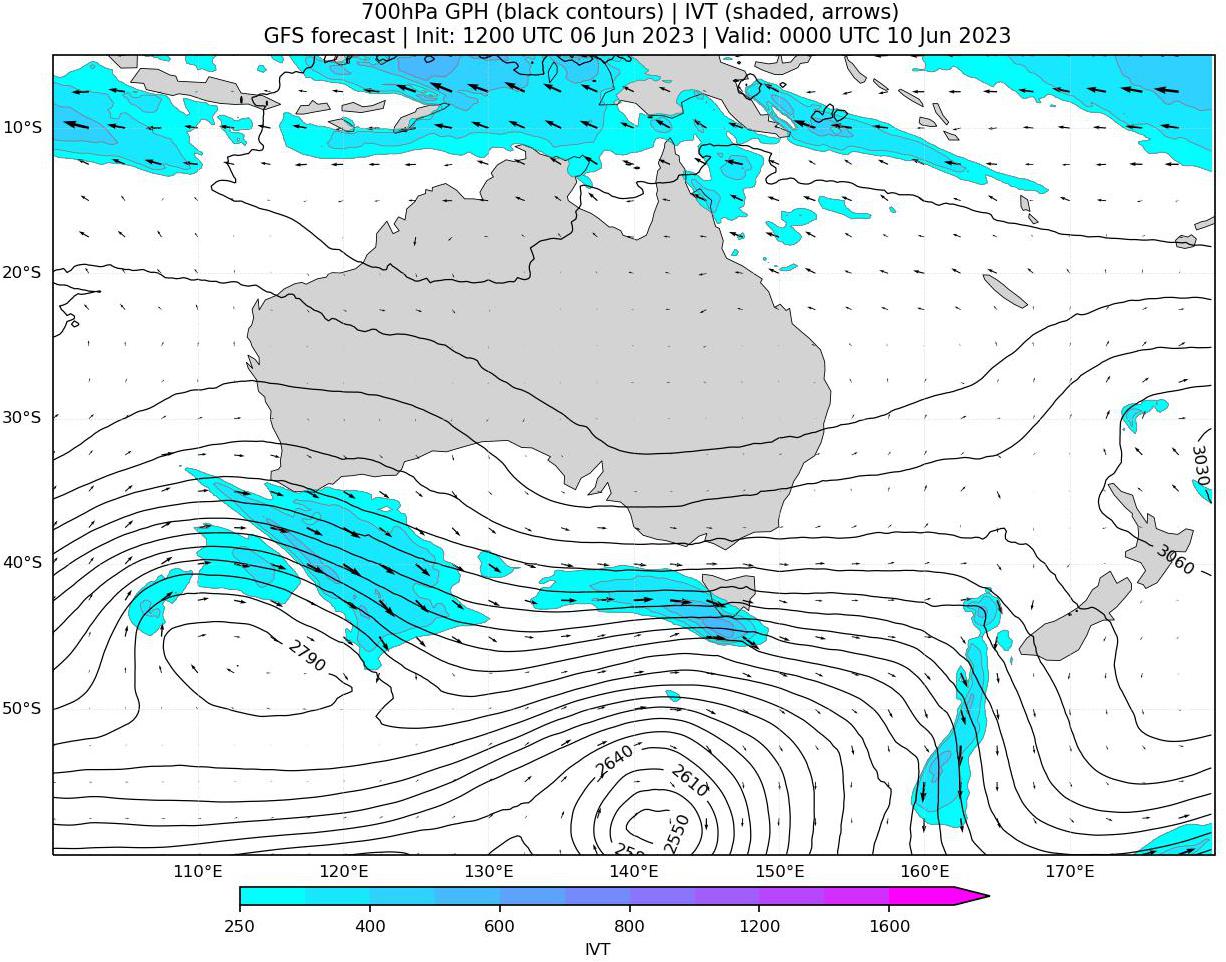 700hPa GPH (black contours) | IVT (shaded, arrows)
GFS forecast | Init: 1200 UTC 06 Jun 2023 | Valid: 0000 UTC 10 Jun 2023
10°S
20°S
30°S
3030
40°S
3060
2790
50°S
2640
2610
2550
110°E 120°E 130°E 140°E 150°E 160°E 170°E
250 400 600 800 1200 1600
IVT